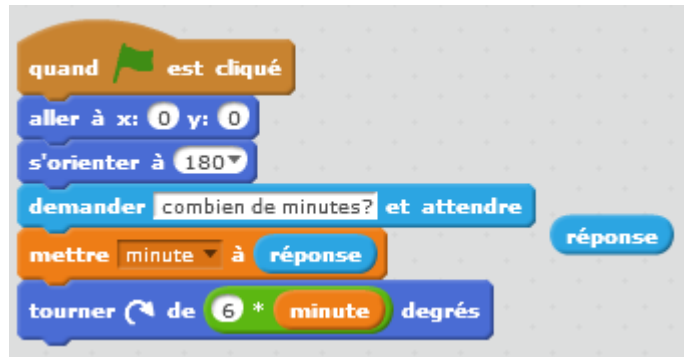 quand est cliqué
aller à x: 0 y: 0
s'orienter à 180
demander combien de minutes? et attendre
réponse
mettre minute à réponse
tourner de 6 * minute degrés